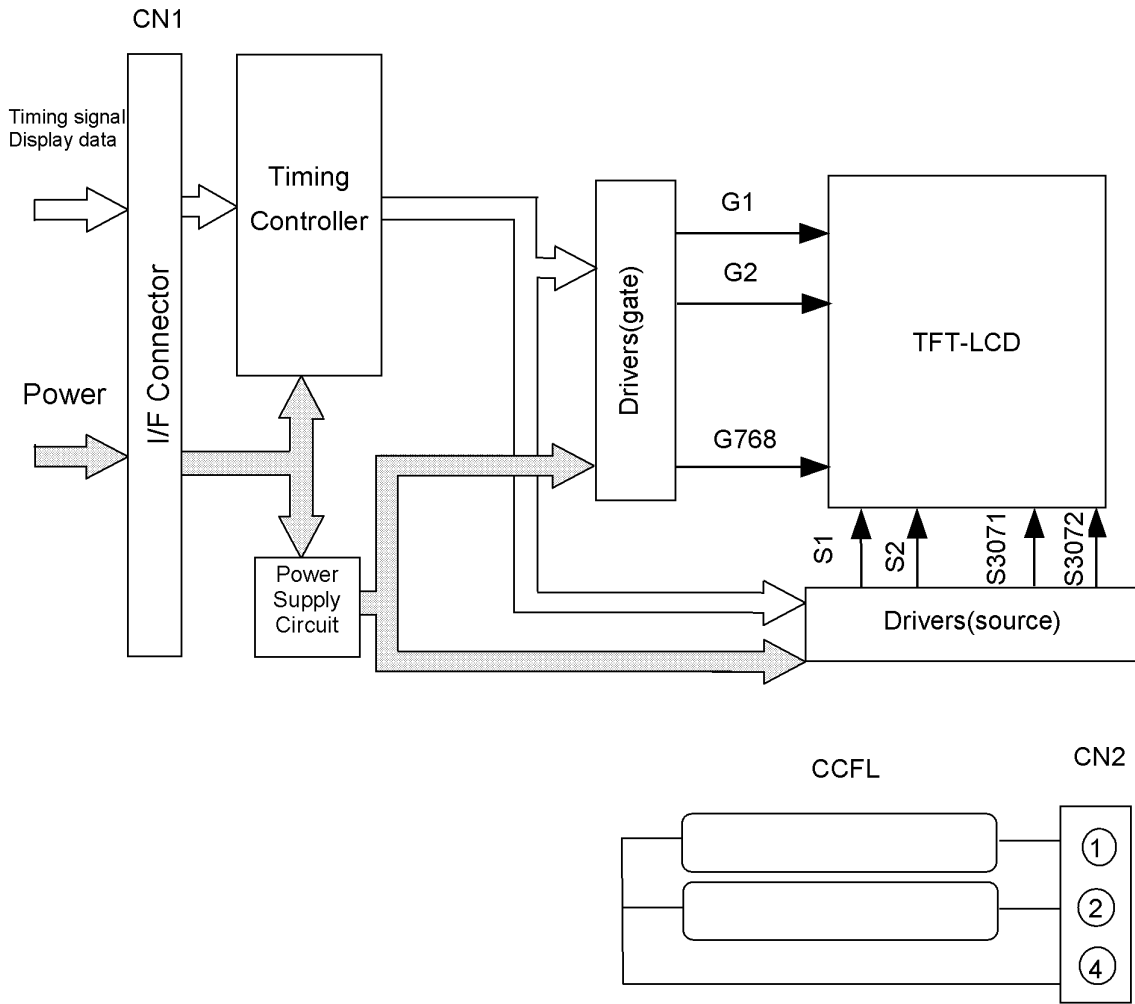 CN1
Timing signal
Display data
Power
I/F Connector
Timing
Controller
Power
Supply
Circuit
Drivers(gate)
G1
G2
G768
TFT-LCD
S1
S2
S3071
S3072
Drivers(source)
CCFL
CN2
1
2
4